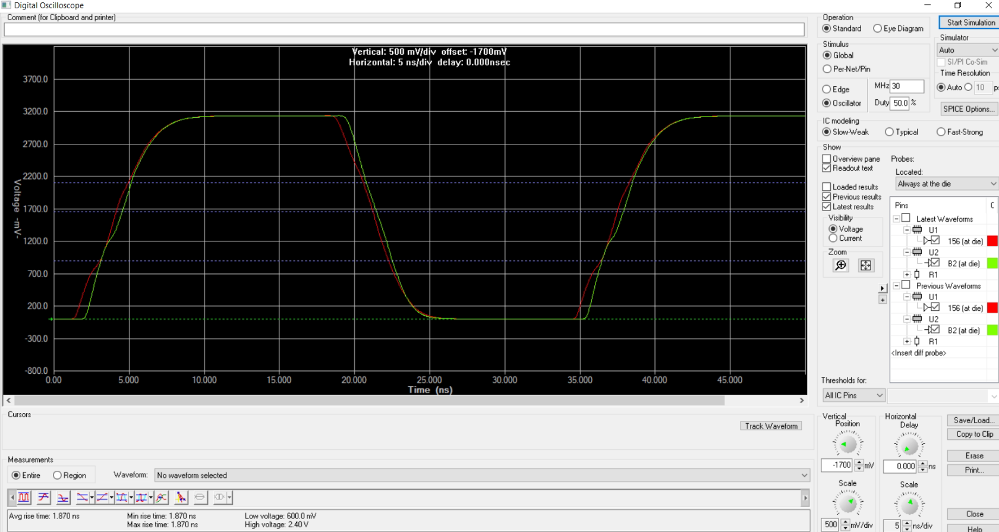 Digital Oscilloscope
Comment (for Clipboard and printer)
Vertical: 500 mV/div offset: -1700mV
Horizontal: 5 ns/div delay: 0.000nsec
3700.0
3200.0
2700.0
2200.0
1700.0
1200.0
700.0
200.0
-300.0
-800.0
Voltage -mV-
0.00
5.000
10.000
15.000
20.000
25.000
30.000
35.000
40.000
45.000
Time (ns)
Cursors
Track Waveform
Measurements
Entire
Region
Waveform:
No waveform selected
Avg rise time: 1.870 ns
Min rise time: 1.870 ns
Max rise time: 1.870 ns
Low voltage: 600.0 mV
High voltage: 2.40 V
Operation
Standard
Eye Diagram
Stimulus
Global
Per-Net/Pin
Edge
Oscillator
MHz 30
Duty 50.0 %
IC modeling
Slow-Weak
Typical
Fast-Strong
Start Simulation
Simulator
Auto
SI/PI Co-Sim
Time Resolution
Auto
10
SPICE Options...
Show
Overview pane
Readout text
Loaded results
Previous results
Latest results
Visibility
Voltage
Current
Zoom
Probes:
Located:
Always at the die
Pins
Latest Waveforms
U1
156 (at die)
U2
B2 (at die)
R1
Previous Waveforms
U1
156 (at die)
U2
B2 (at die)
R1
<Insert diff probe>
Thresholds for:
All IC Pins
Vertical
Position
-1700 mV
Scale
500 mV/div
Horizontal
Delay
0.000 ns
Scale
5 ns/div
Save/Load...
Copy to Clip
Erase
Print...
Close
Help